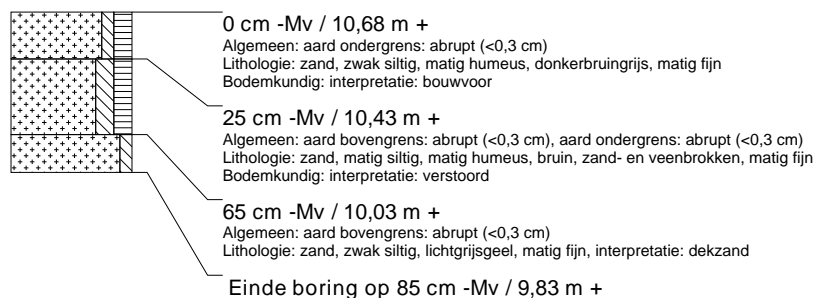 0 cm -Mv / 10,68 m +
Algemeen: aard ondergrens: abrupt (<0,3 cm)
Lithologie: zand, zwak siltig, matig humeus, donkerbruingrijs, matig fijn
Bodemkundig: interpretatie: bouwvoor
25 cm -Mv / 10,43 m +
Algemeen: aard bovengrens: abrupt (<0,3 cm), aard ondergrens: abrupt (<0,3 cm)
Lithologie: zand, matig siltig, matig humeus, bruin, zand- en veenbrokken, matig fijn
Bodemkundig: interpretatie: verstoord
65 cm -Mv / 10,03 m +
Algemeen: aard bovengrens: abrupt (<0,3 cm)
Lithologie: zand, zwak siltig, lichtgrijsgeel, matig fijn, interpretatie: dekzand
Einde boring op 85 cm -Mv / 9,83 m +